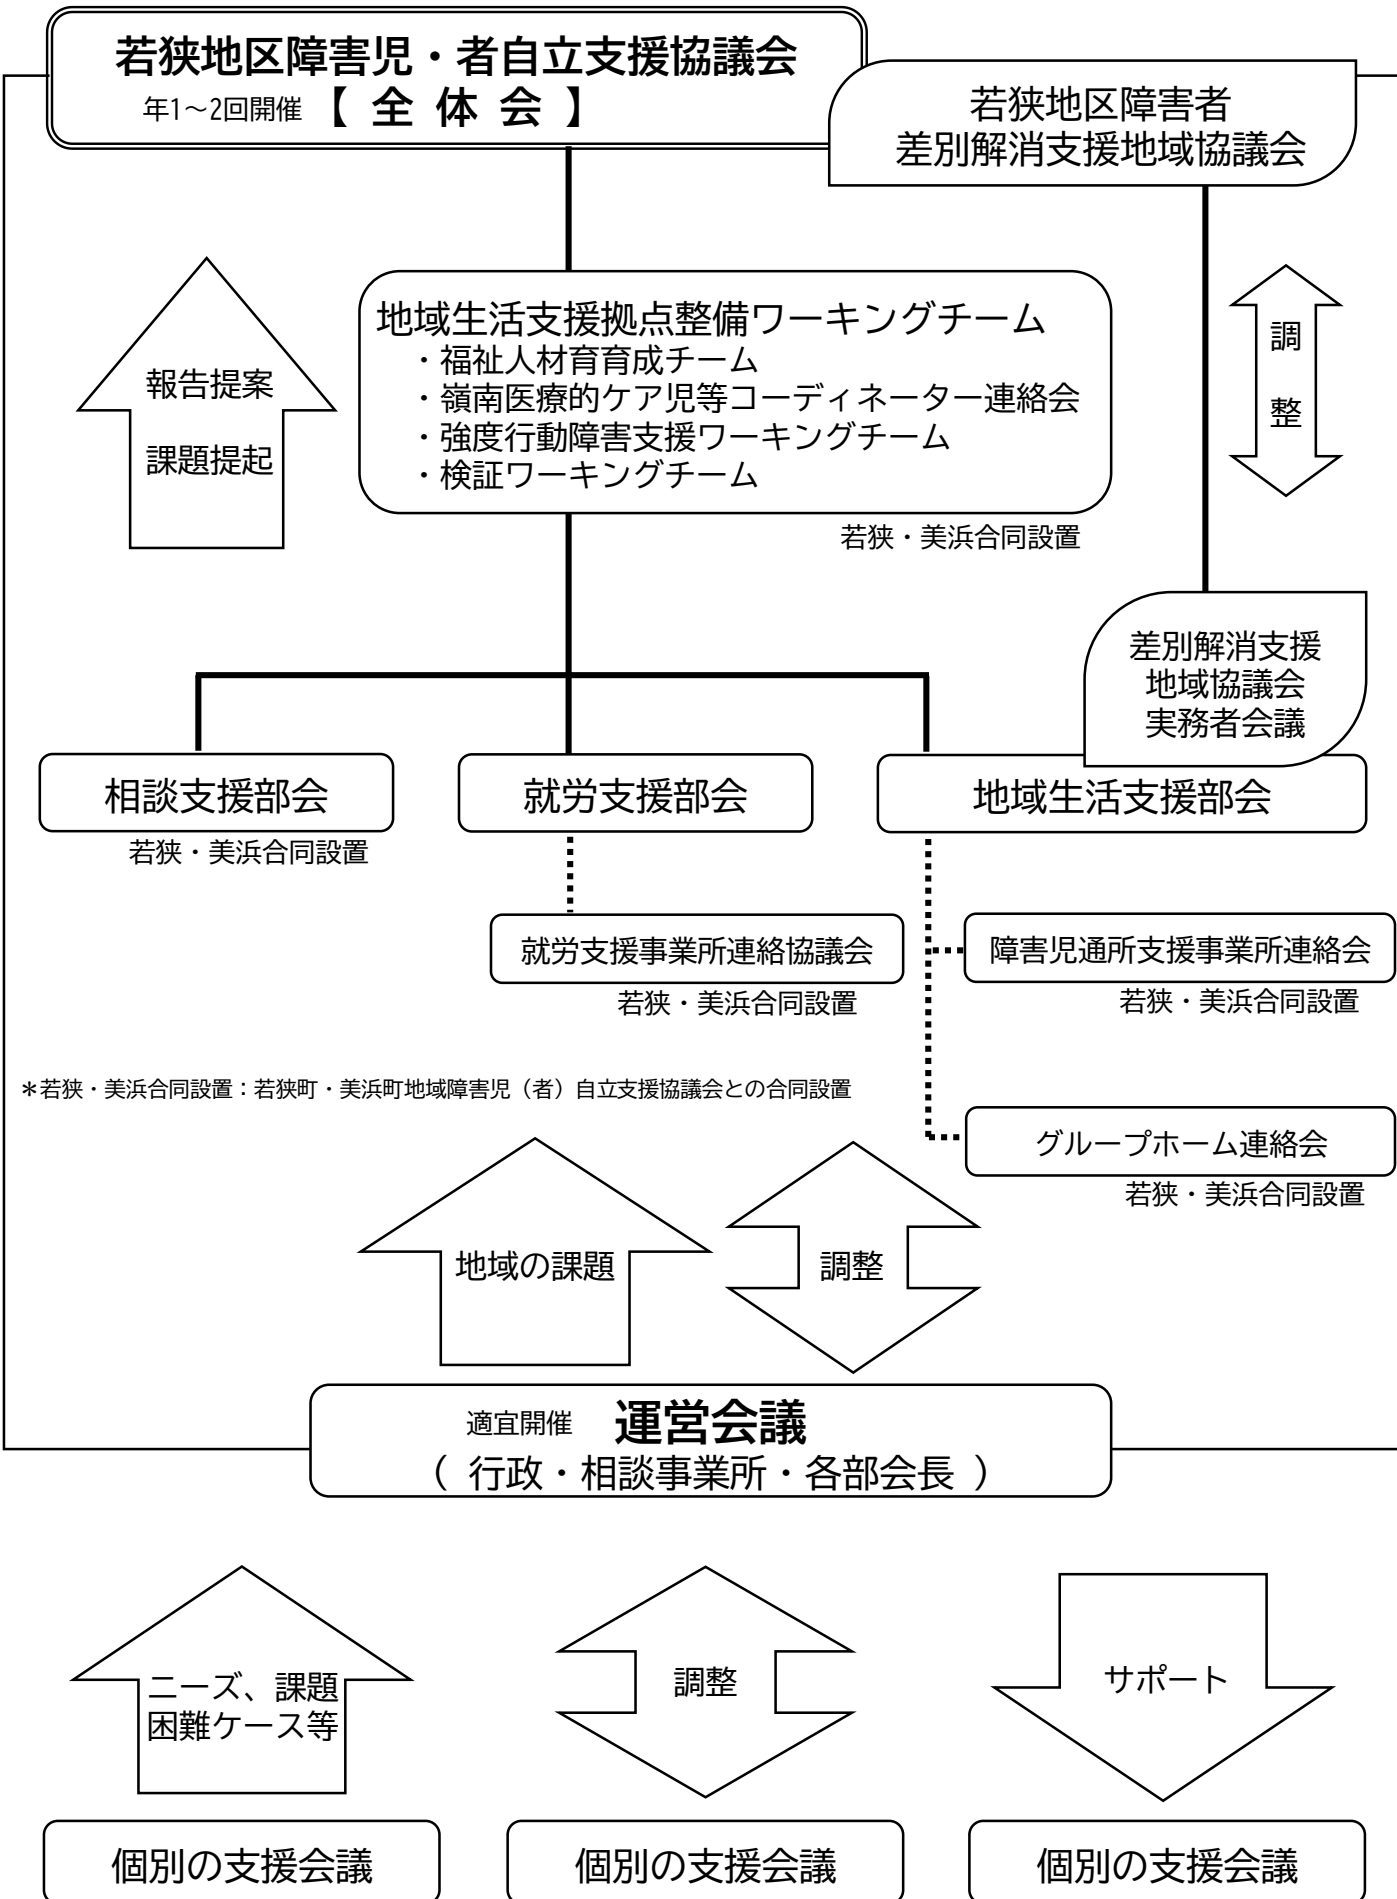 若狭地区障害児・者自立支援協議会
年1～2回開催 【 全 体 会 】
若狭地区障害者
差別解消支援地域協議会
報告提案
課題提起
地域生活支援拠点整備ワーキングチーム
・福祉人材育育成チーム
・嶺南医療的ケア児等コーディネーター連絡会
・強度行動障害支援ワーキングチーム
・検証ワーキングチーム
若狭・美浜合同設置
調
整
差別解消支援
地域協議会
実務者会議
相談支援部会
若狭・美浜合同設置
就労支援部会
地域生活支援部会
就労支援事業所連絡協議会
若狭・美浜合同設置
障害児通所支援事業所連絡会
若狭・美浜合同設置
＊若狭・美浜合同設置：若狭町・美浜町地域障害児（者）自立支援協議会との合同設置
グループホーム連絡会
若狭・美浜合同設置
地域の課題
調整
適宜開催 運営会議
（ 行政・相談事業所・各部会長 ）
ニーズ、課題
困難ケース等
調整
サポート
個別の支援会議
個別の支援会議
個別の支援会議